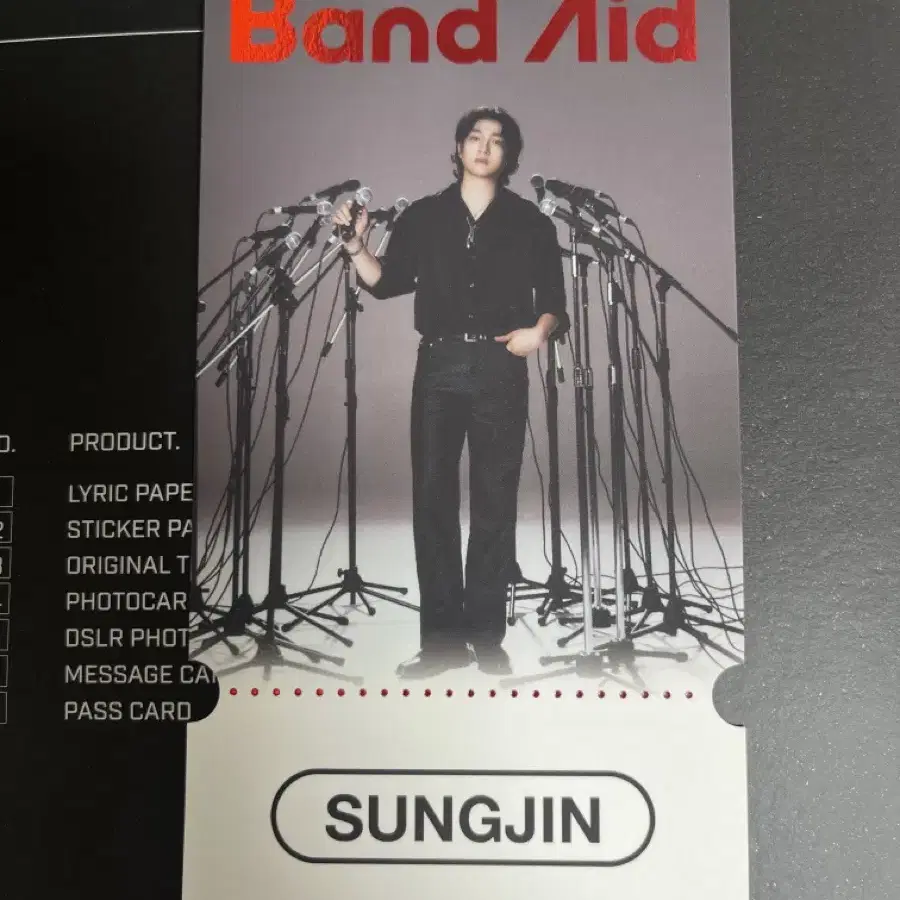 Band Aid
PRODUCT.
LYRIC PAPE
STICKER PA
ORIGINAL T
PHOTOCAR
DSLR PHOT
MESSAGE CA
PASS CARD
SUNGJIN